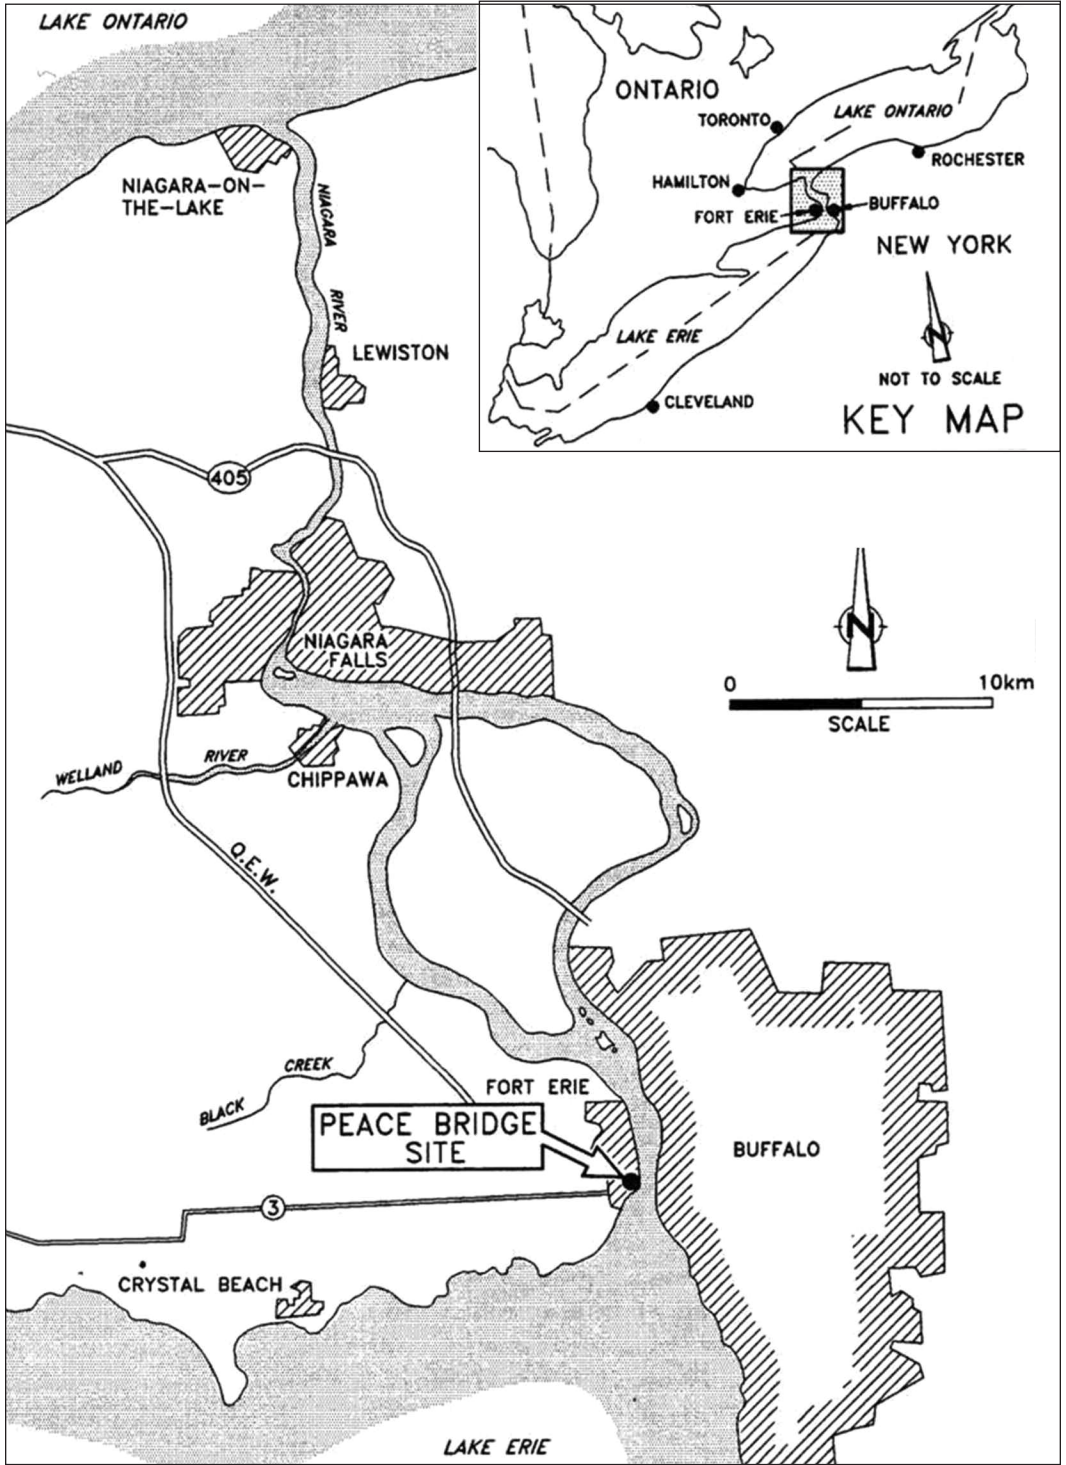 LAKE ONTARIO
NIAGARA-ON-
THE-LAKE
NIAGARA
RIVER
LEWISTON
405
NIAGARA
FALLS
WELLAND
RIVER
CHIPPAWA
Q.E.W.
BLACK
CREEK
FORT ERIE
PEACE BRIDGE
SITE
BUFFALO
3
CRYSTAL BEACH
LAKE ERIE
ONTARIO
TORONTO
LAKE ONTARIO
ROCHESTER
HAMILTON
FORT ERIE
BUFFALO
NEW YORK
LAKE ERIE
N
NOT TO SCALE
CLEVELAND
KEY MAP
N
0
10km
SCALE